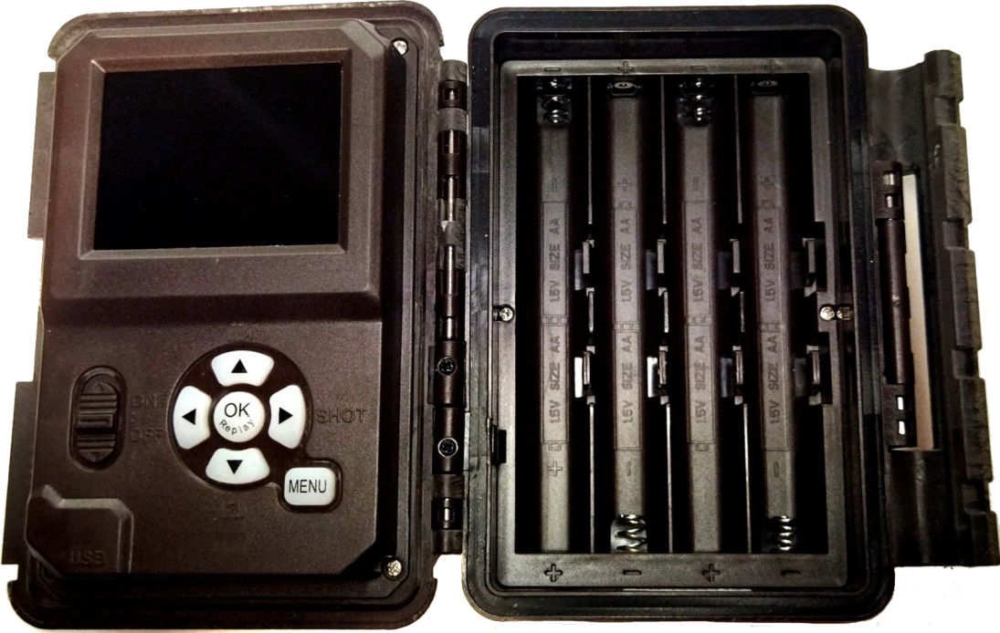 ON
OFF
OK
Replay
SHOT
MENU
USB
− + − +
1.5V SIZE AA 1.5V SIZE AA
1.5V SIZE AA 1.5V SIZE AA
1.5V SIZE AA 1.5V SIZE AA
1.5V SIZE AA 1.5V SIZE AA
+ − + −